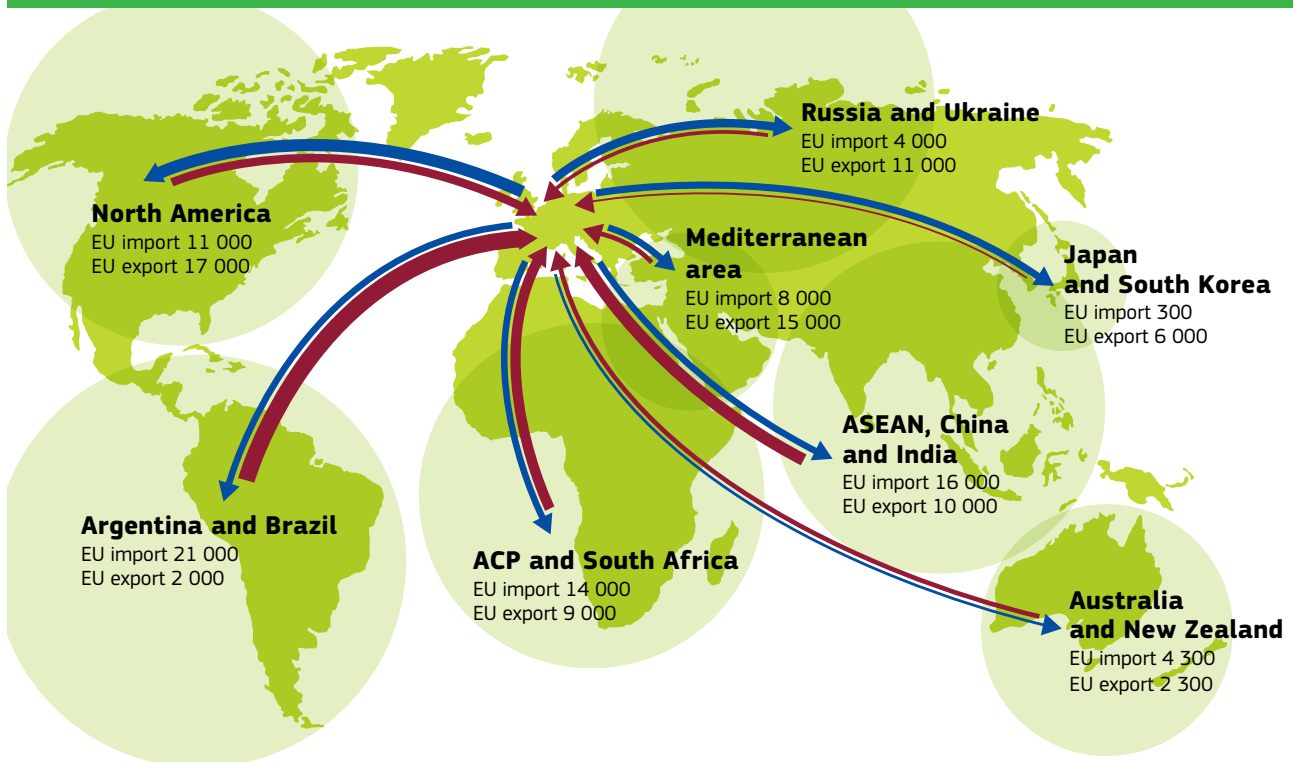 Russia and Ukraine
EU import 4 000
EU export 11 000
North America
EU import 11 000
EU export 17 000
Mediterranean
area
EU import 8 000
EU export 15 000
Japan
and South Korea
EU import 300
EU export 6 000
ASEAN, China
and India
EU import 16 000
EU export 10 000
Argentina and Brazil
EU import 21 000
EU export 2 000
ACP and South Africa
EU import 14 000
EU export 9 000
Australia
and New Zealand
EU import 4 300
EU export 2 300